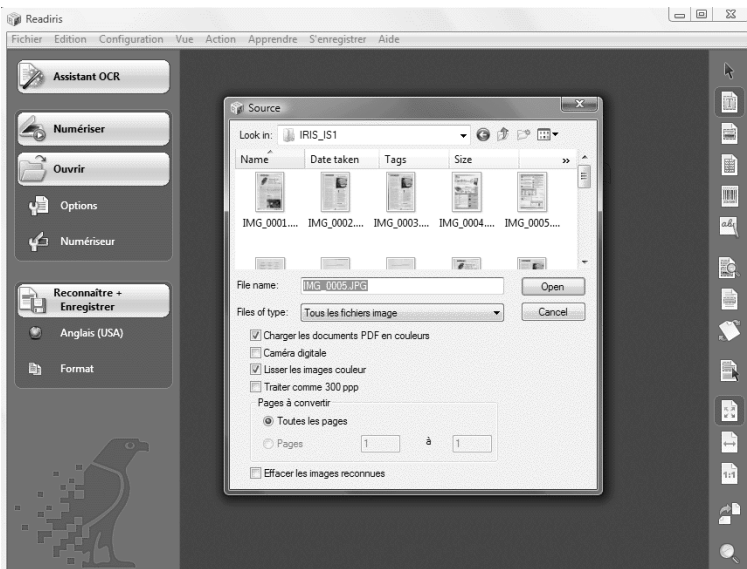 Readiris
Fichier Edition Configuration Vue Action Apprendre S'enregistrer Aide
Assistant OCR
Numériser
Ouvrir
Options
Numériseur
Reconnaître +
Enregistrer
Anglais (USA)
Format
Source
Look in: IRIS_IS1
Name Date taken Tags Size »
IMG_0001.... IMG_0002.... IMG_0003.... IMG_0004.... IMG_0005....
File name: IMG_0005.JPG Open
Files of type: Tous les fichiers image Cancel
Charger les documents PDF en couleurs
Caméra digitale
Lisser les images couleur
Traiter comme 300 ppp
Pages à convertir
Toutes les pages
Pages 1 à 1
Effacer les images reconnues
1:1